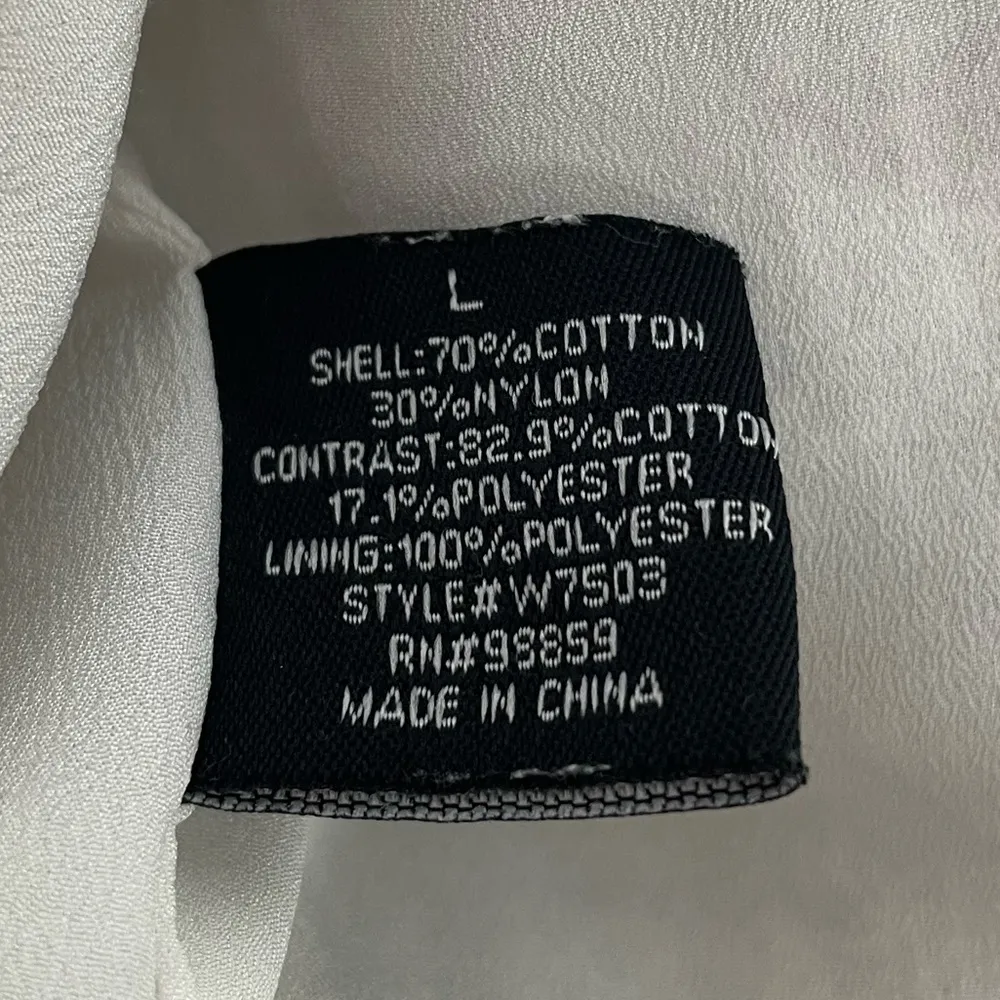 L
SHELL:70%COTTON
30%NYLON
CONTRAST:82.9%COTTON
17.1%POLYESTER
LINING:100%POLYESTER
STYLE#W7503
RN#98859
MADE IN CHINA